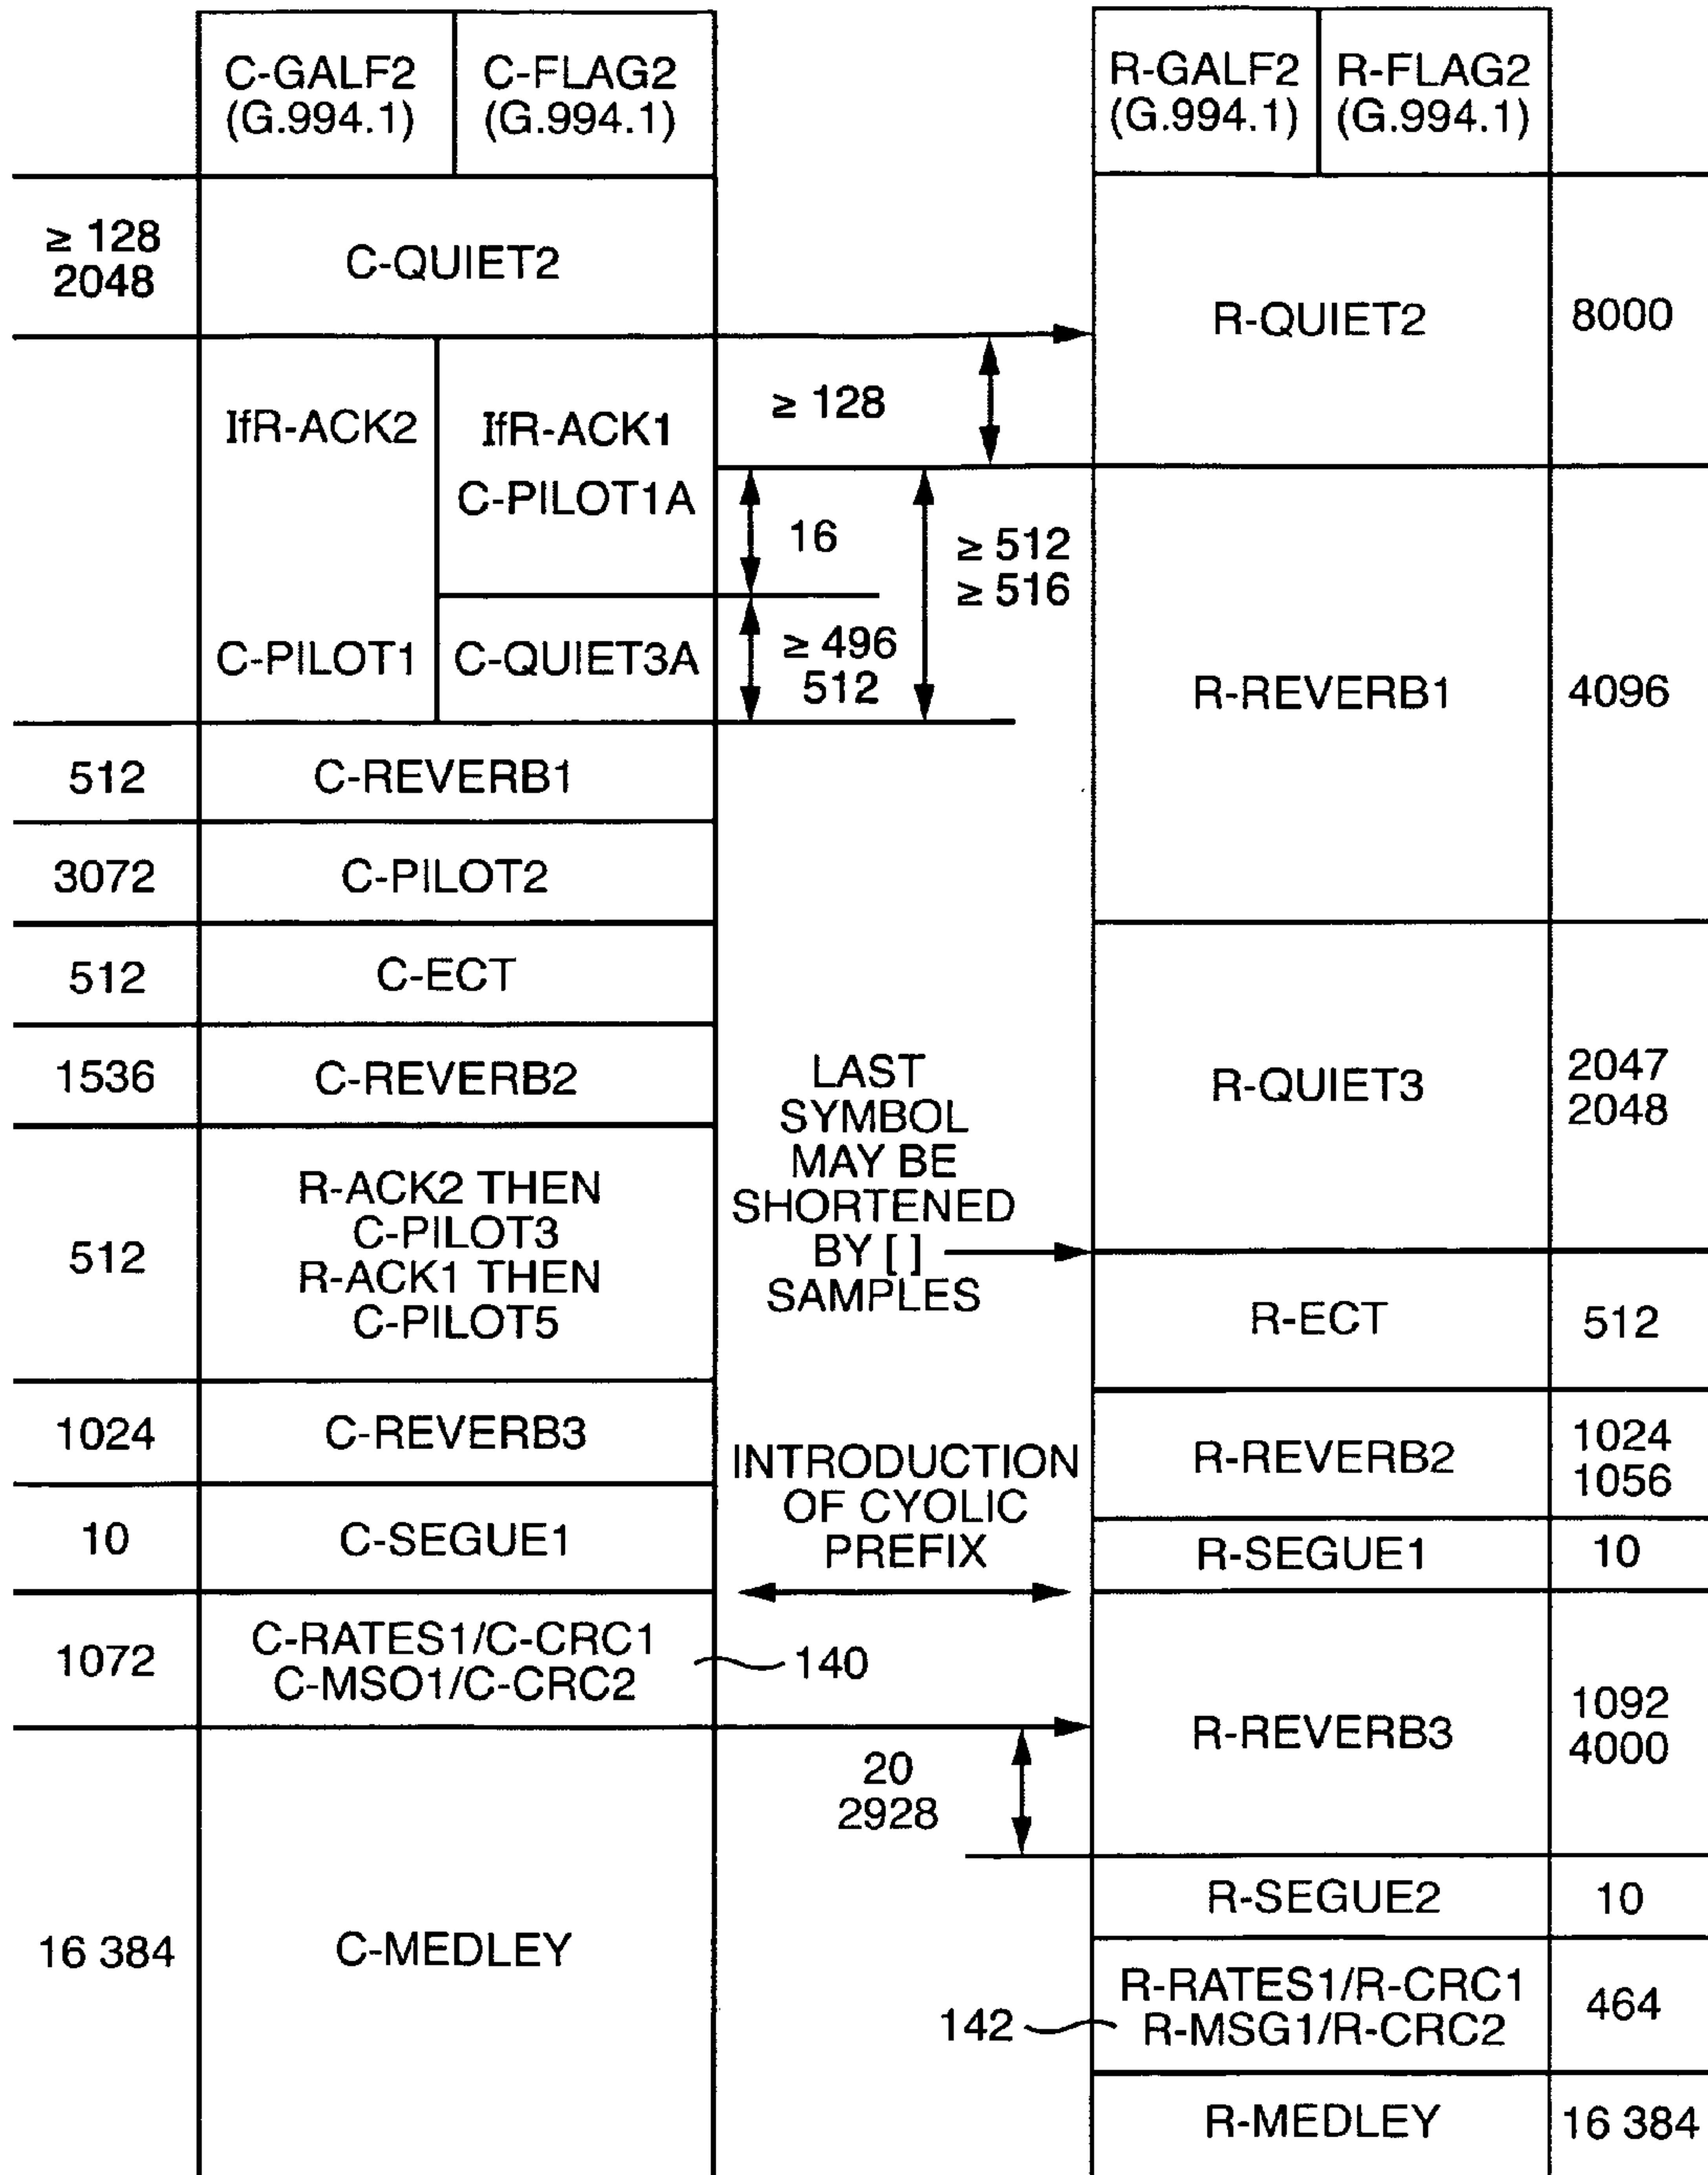 C-GALF2
(G.994.1)
C-FLAG2
(G.994.1)
R-GALF2
(G.994.1)
R-FLAG2
(G.994.1)
≥ 128
2048
C-QUIET2
R-QUIET2
8000
IfR-ACK2
IfR-ACK1
C-PILOT1A
≥ 128
16
≥ 512
≥ 516
C-PILOT1
C-QUIET3A
≥ 496
512
R-REVERB1
4096
512
C-REVERB1
3072
C-PILOT2
512
C-ECT
1536
C-REVERB2
LAST
SYMBOL
MAY BE
SHORTENED
BY [ ]
SAMPLES
R-QUIET3
2047
2048
512
R-ACK2 THEN
C-PILOT3
R-ACK1 THEN
C-PILOT5
R-ECT
512
1024
C-REVERB3
INTRODUCTION
OF CYOLIC
PREFIX
R-REVERB2
1024
1056
10
C-SEGUE1
R-SEGUE1
10
1072
C-RATES1/C-CRC1
C-MSO1/C-CRC2
140
R-REVERB3
1092
4000
20
2928
R-SEGUE2
10
16 384
C-MEDLEY
142
R-RATES1/R-CRC1
R-MSG1/R-CRC2
464
R-MEDLEY
16 384